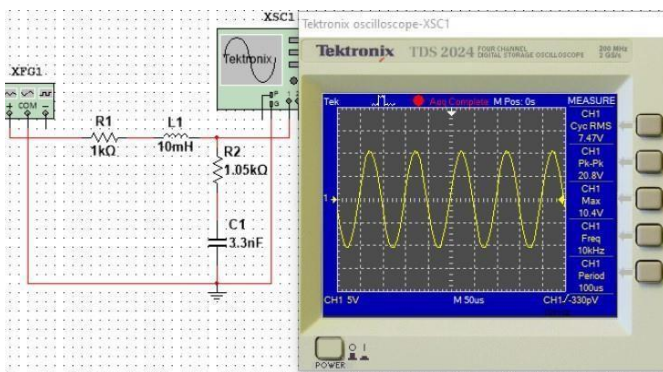 XSC1
Tektronix
P
G
1
2
XFG1
+ COM −
R1
1kΩ
L1
10mH
R2
1.05kΩ
C1
3.3nF
Tektronix oscilloscope-XSC1
Tektronix TDS 2024 FOUR CHANNEL DIGITAL STORAGE OSCILLOSCOPE 200 MHz 2 GS/s
Tek Acq Complete M Pos: 0s MEASURE
CH1
Cyc RMS
7.47V
CH1
Pk-Pk
20.8V
CH1
Max
10.4V
CH1
Freq
10kHz
CH1
Period
100us
1
CH1 5V M 50us CH1 -330pV
POWER